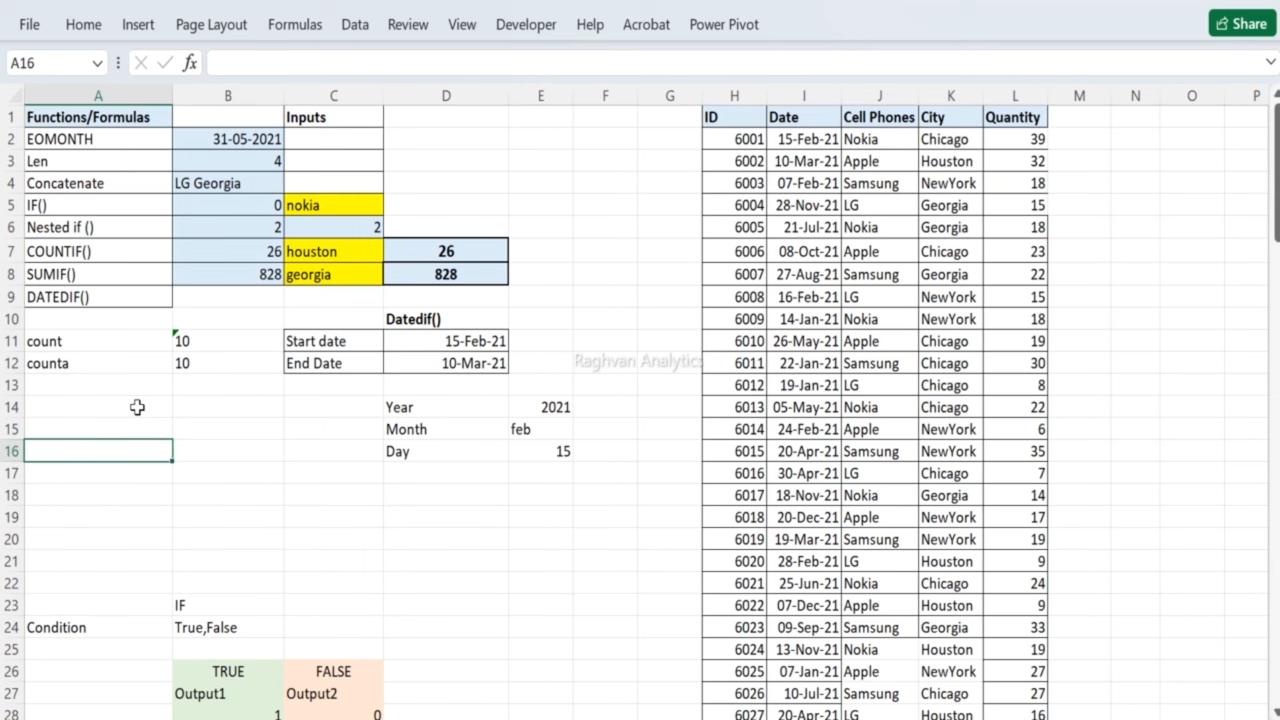 File Home Insert Page Layout Formulas Data Review View Developer Help Acrobat Power Pivot Share
A16 fx
A B C D E F G H I J K L M N O P
1 Functions/Formulas Inputs ID Date Cell Phones City Quantity
2 EOMONTH 31-05-2021 6001 15-Feb-21 Nokia Chicago 39
3 Len 4 6002 10-Mar-21 Apple Houston 32
4 Concatenate LG Georgia 6003 07-Feb-21 Samsung NewYork 18
5 IF() 0 nokia 6004 28-Nov-21 LG Georgia 15
6 Nested if () 2 2 6005 21-Jul-21 Nokia Georgia 18
7 COUNTIF() 26 houston 26 6006 08-Oct-21 Apple Chicago 23
8 SUMIF() 828 georgia 828 6007 27-Aug-21 Samsung Georgia 22
9 DATEDIF() 6008 16-Feb-21 LG NewYork 15
10 Datedif() 6009 14-Jan-21 Nokia NewYork 18
11 count 10 Start date 15-Feb-21 6010 26-May-21 Apple Chicago 19
12 counta 10 End Date 10-Mar-21 Raghvan Analytics 6011 22-Jan-21 Samsung Chicago 30
13 6012 19-Jan-21 LG Chicago 8
14 Year 2021 6013 05-May-21 Nokia Chicago 22
15 Month feb 6014 24-Feb-21 Apple NewYork 6
16 Day 15 6015 20-Apr-21 Samsung NewYork 35
17 6016 30-Apr-21 LG Chicago 7
18 6017 18-Nov-21 Nokia Georgia 14
19 6018 20-Dec-21 Apple NewYork 17
20 6019 19-Mar-21 Samsung NewYork 19
21 6020 28-Feb-21 LG Houston 9
22 6021 25-Jun-21 Nokia Chicago 24
23 IF 6022 07-Dec-21 Apple Houston 9
24 Condition True,False 6023 09-Sep-21 Samsung Georgia 33
25 6024 13-Nov-21 Nokia Houston 19
26 TRUE FALSE 6025 07-Jan-21 Apple NewYork 27
27 Output1 Output2 6026 10-Jul-21 Samsung Chicago 27
28 1 0 6027 20-Apr-21 LG Houston 16